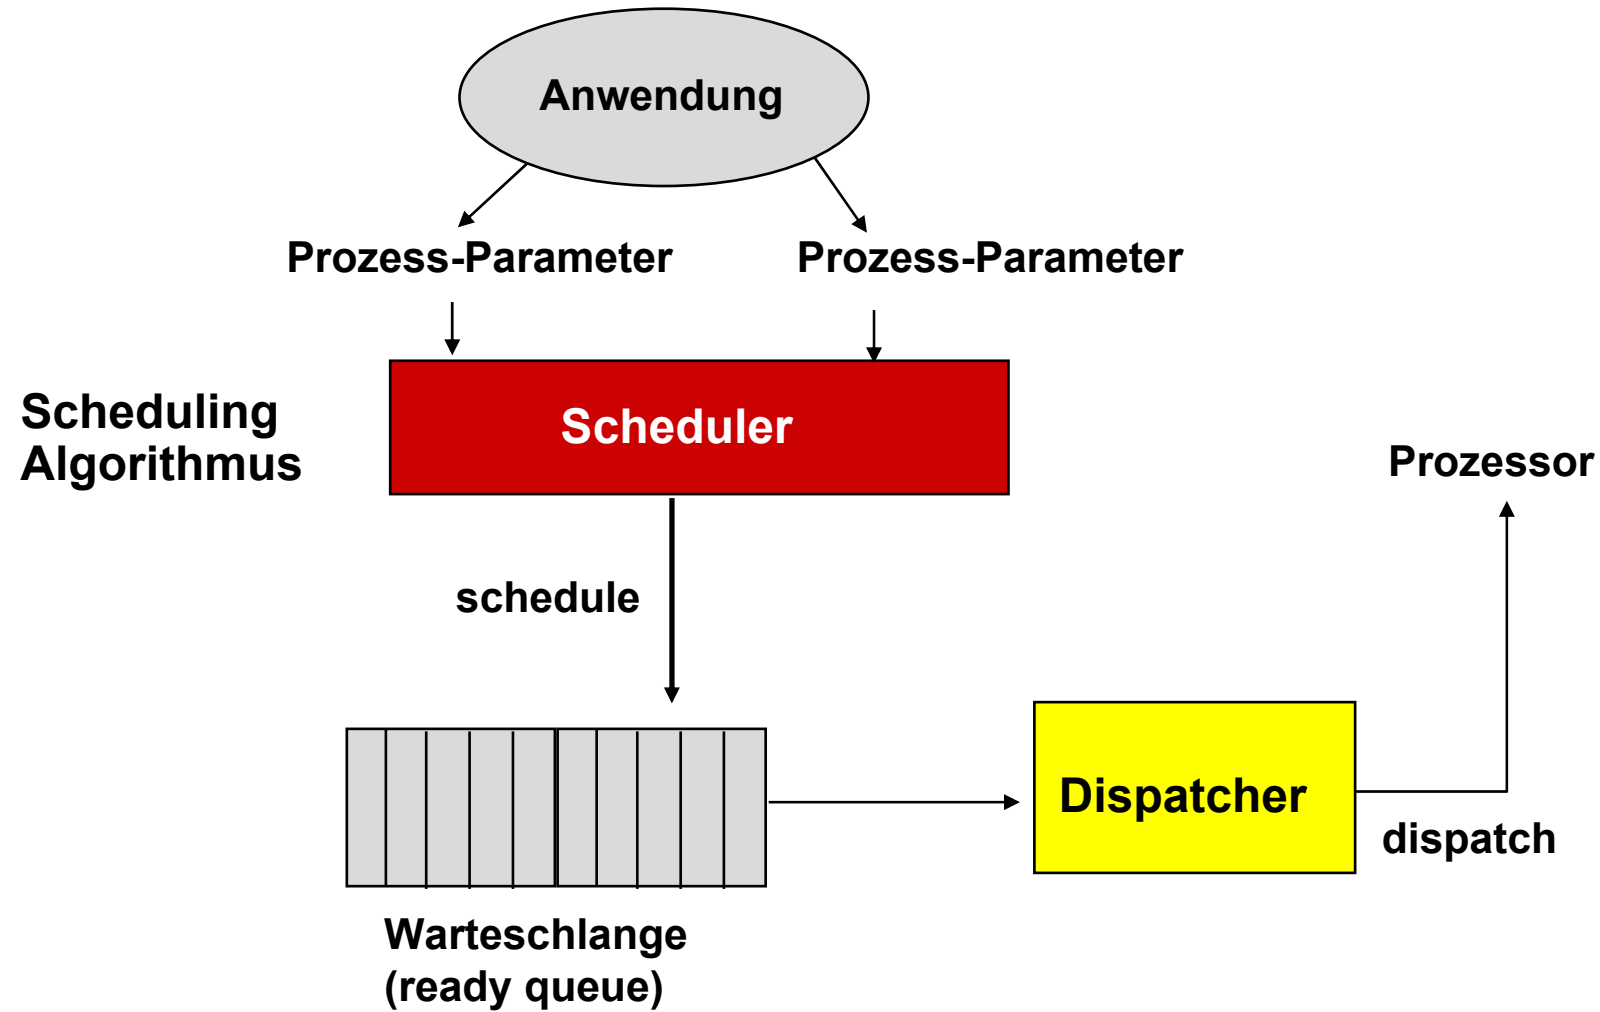 Anwendung
Prozess-Parameter
Prozess-Parameter
Scheduling
Algorithmus
Scheduler
Prozessor
schedule
Dispatcher
dispatch
Warteschlange
(ready queue)